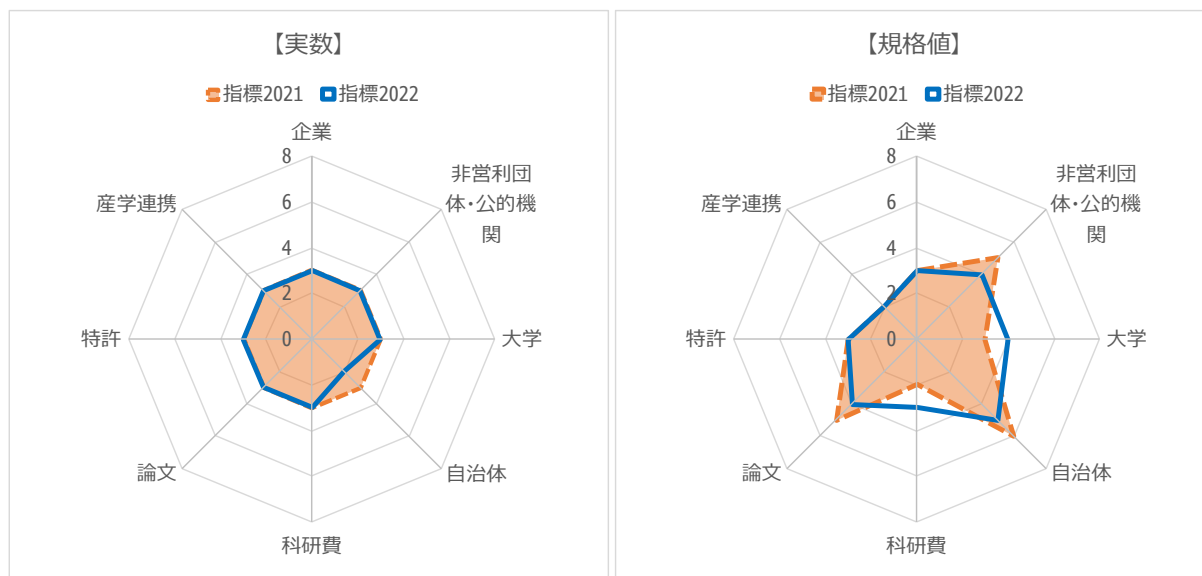 【実数】
指標2021 指標2022
企業
非営利団
体・公的機
関
大学
自治体
科研費
論文
特許
産学連携
8
6
4
2
0
【規格値】
指標2021 指標2022
企業
非営利団
体・公的機
関
大学
自治体
科研費
論文
特許
産学連携
8
6
4
2
0